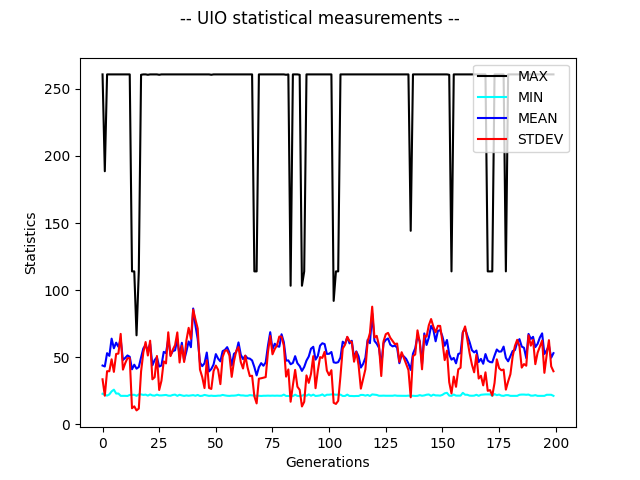 -- UIO statistical measurements --
MAX
MIN
MEAN
STDEV
Statistics
250
200
150
100
50
0
0 25 50 75 100 125 150 175 200
Generations